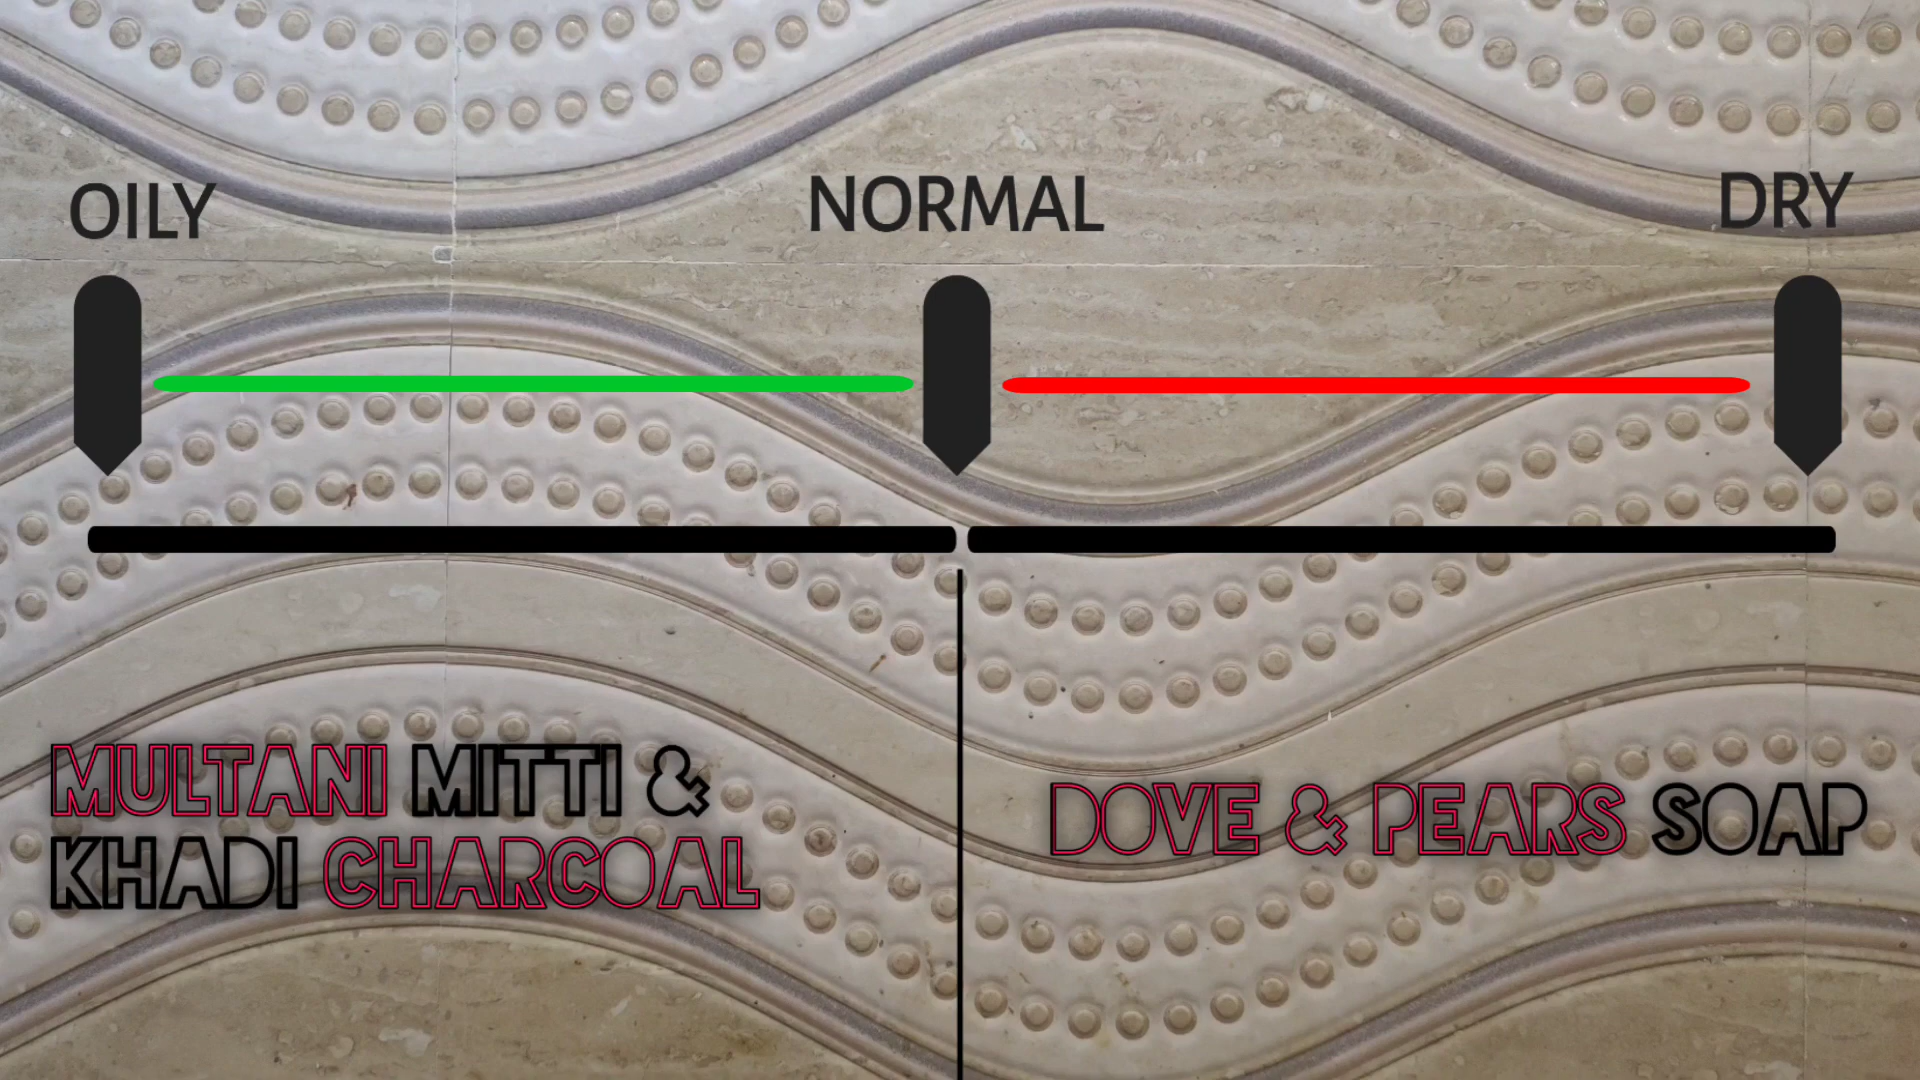 OILY
NORMAL
DRY
MULTANI MITTI &
KHADI CHARCOAL
DOVE & PEARS SOAP